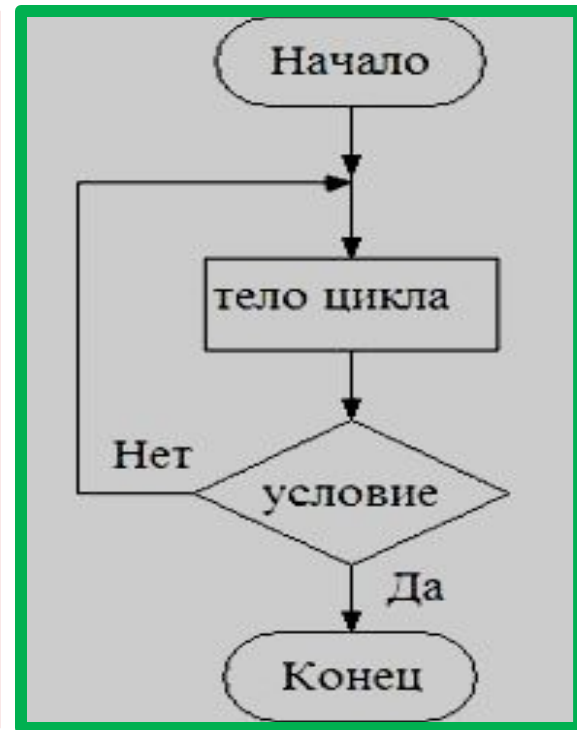 Начало
тело цикла
Нет
условие
Да
Конец